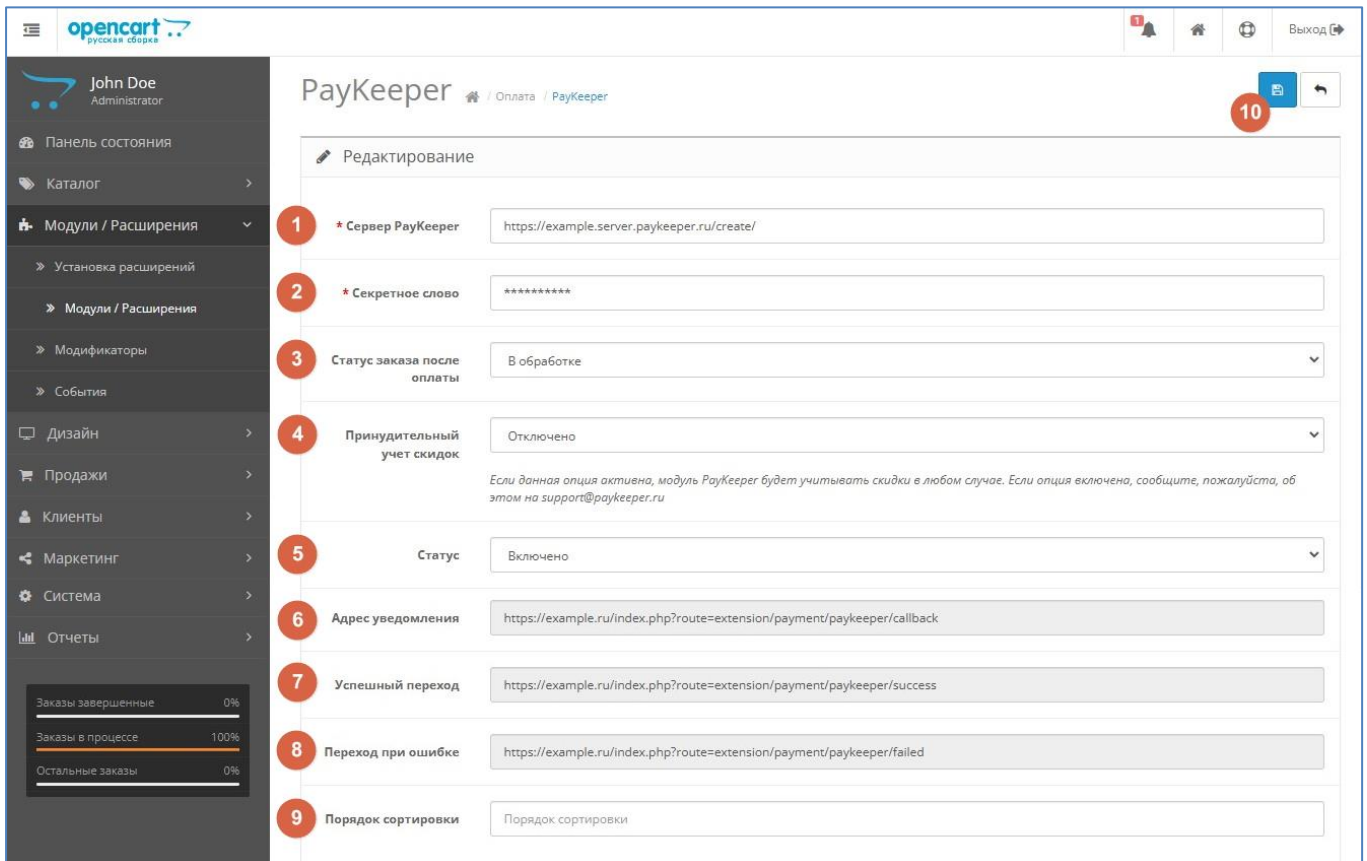 opencart
русская сборка
1
Выход
John Doe
Administrator
Панель состояния
Каталог
Модули / Расширения
Установка расширений
Модули / Расширения
Модификаторы
События
Дизайн
Продажи
Клиенты
Маркетинг
Система
Отчеты
Заказы завершенные 0%
Заказы в процессе 100%
Остальные заказы 0%
PayKeeper / Оплата / PayKeeper
10
Редактирование
1 * Сервер PayKeeper https://example.server.paykeeper.ru/create/
2 * Секретное слово **********
3 Статус заказа после
оплаты
В обработке
4 Принудительный
учет скидок
Отключено
Если данная опция активна, модуль PayKeeper будет учитывать скидки в любом случае. Если опция включена, сообщите, пожалуйста, об
этом на support@paykeeper.ru
5 Статус Включено
6 Адрес уведомления https://example.ru/index.php?route=extension/payment/paykeeper/callback
7 Успешный переход https://example.ru/index.php?route=extension/payment/paykeeper/success
8 Переход при ошибке https://example.ru/index.php?route=extension/payment/paykeeper/failed
9 Порядок сортировки Порядок сортировки